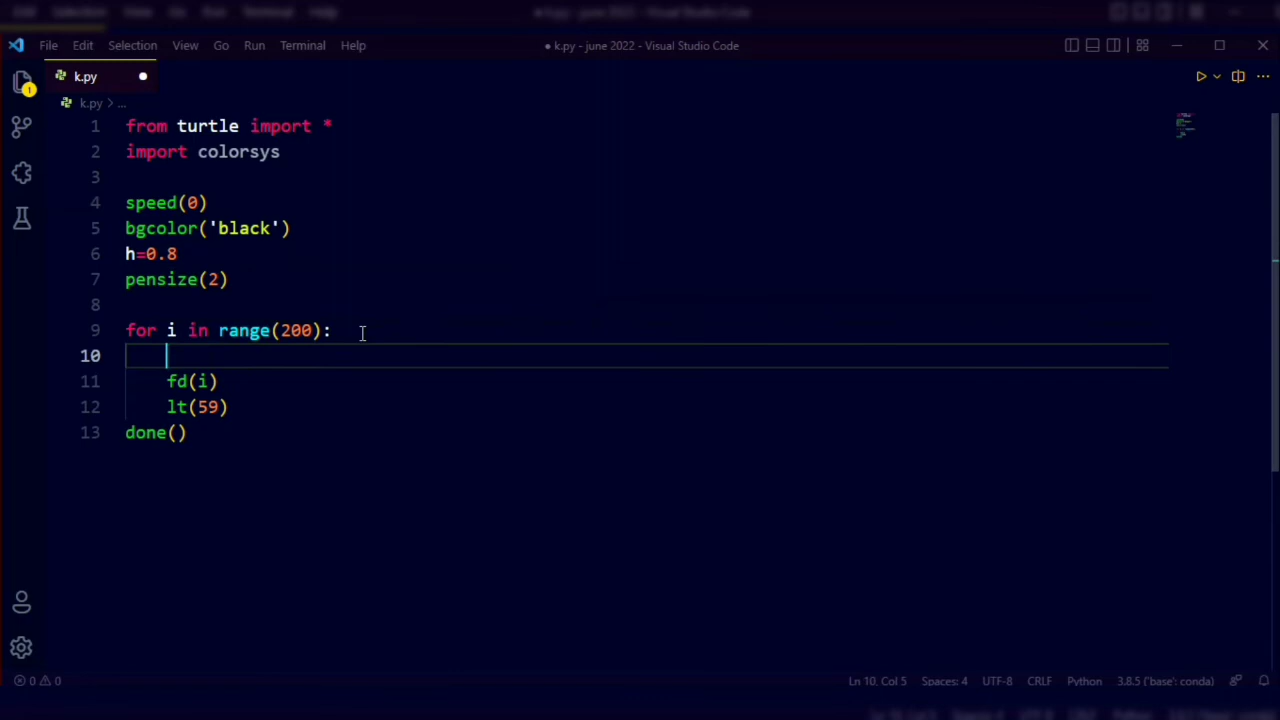 File Edit Selection View Go Run Terminal Help
● k.py - june 2022 - Visual Studio Code
k.py ●
k.py > ...
1 from turtle import *
2 import colorsys
3
4 speed(0)
5 bgcolor('black')
6 h=0.8
7 pensize(2)
8
9 for i in range(200):
10
11     fd(i)
12     lt(59)
13 done()
1
0 0
Ln 10, Col 5 Spaces: 4 UTF-8 CRLF Python 3.8.5 ('base': conda)